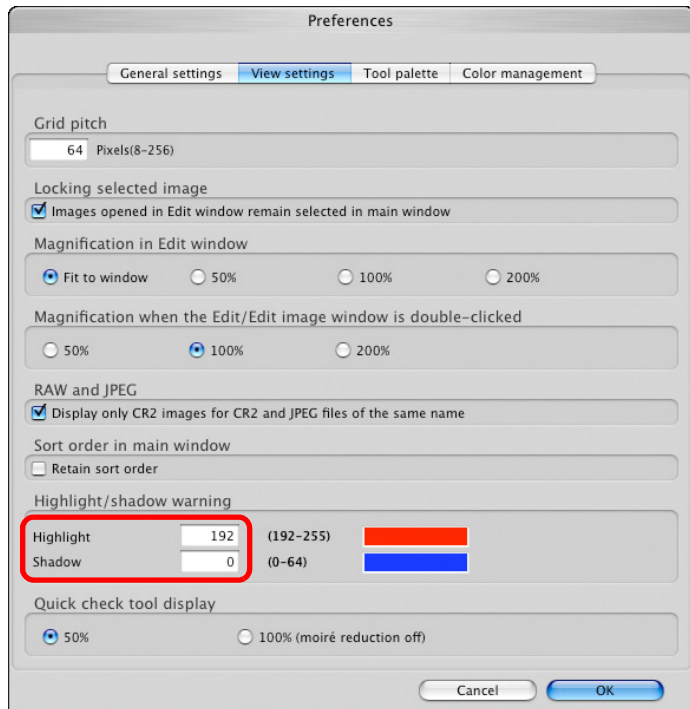 Preferences
General settings View settings Tool palette Color management
Grid pitch
64 Pixels(8-256)
Locking selected image
Images opened in Edit window remain selected in main window
Magnification in Edit window
Fit to window 50% 100% 200%
Magnification when the Edit/Edit image window is double-clicked
50% 100% 200%
RAW and JPEG
Display only CR2 images for CR2 and JPEG files of the same name
Sort order in main window
Retain sort order
Highlight/shadow warning
Highlight 192 (192-255)
Shadow 0 (0-64)
Quick check tool display
50% 100% (moiré reduction off)
Cancel OK